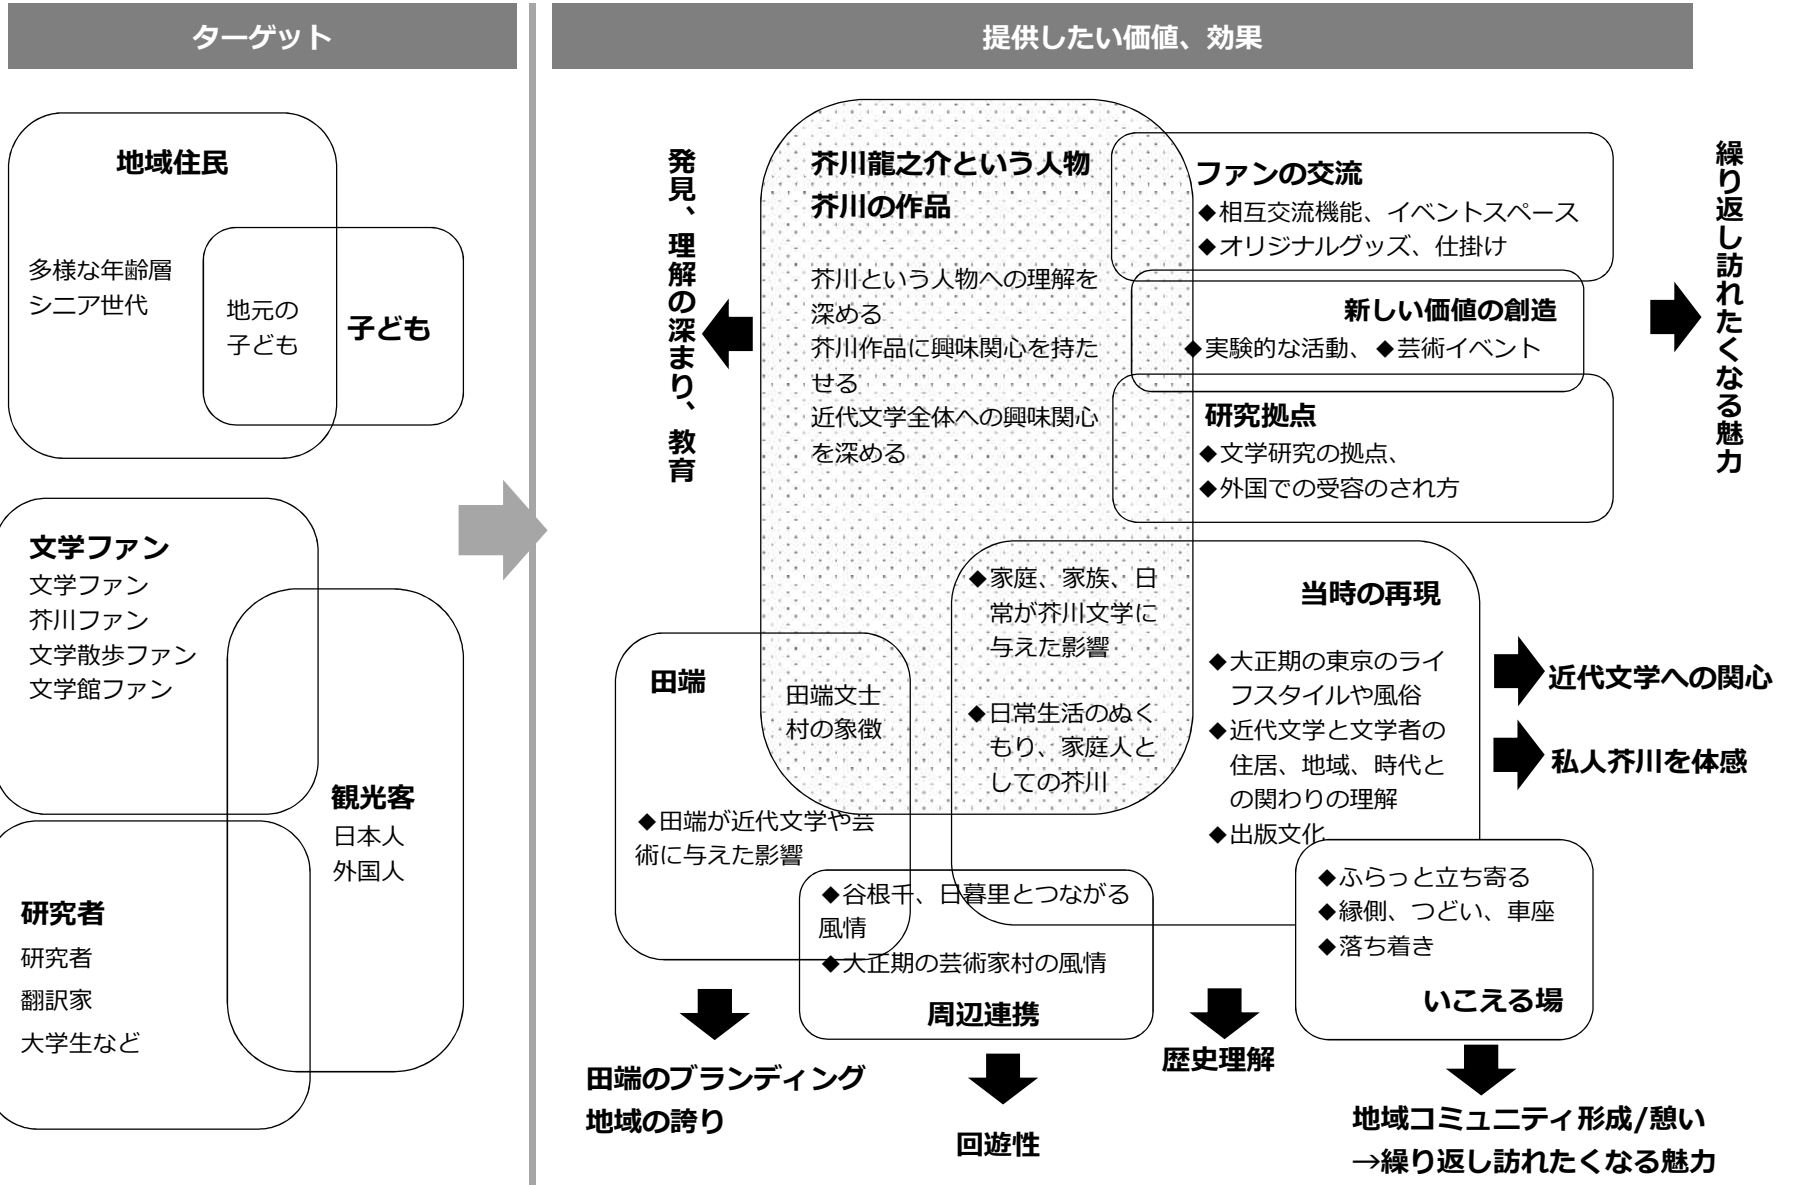 ターゲット
地域住民
多様な年齢層
シニア世代
地元の
子ども
子ども
文学ファン
文学ファン
芥川ファン
文学散歩ファン
文学館ファン
観光客
日本人
外国人
研究者
研究者
翻訳家
大学生など
提供したい価値、効果
発見、理解の深まり、教育
芥川龍之介という人物
芥川の作品
芥川という人物への理解を
深める
芥川作品に興味関心を持た
せる
近代文学全体への興味関心
を深める
ファンの交流
◆相互交流機能、イベントスペース
◆オリジナルグッズ、仕掛け
新しい価値の創造
◆実験的な活動、◆芸術イベント
研究拠点
◆文学研究の拠点、
◆外国での受容のされ方
繰り返し訪れたくなる魅力
◆家庭、家族、日
常が芥川文学に
与えた影響
◆日常生活のぬく
もり、家庭人と
しての芥川
当時の再現
◆大正期の東京のライ
フスタイルや風俗
◆近代文学と文学者の
住居、地域、時代と
の関わりの理解
◆出版文化
近代文学への関心
私人芥川を体感
田端
田端文士
村の象徴
◆田端が近代文学や芸
術に与えた影響
◆谷根千、日暮里とつながる
風情
◆大正期の芸術家村の風情
周辺連携
◆ふらっと立ち寄る
◆縁側、つどい、車座
◆落ち着き
いこえる場
田端のブランディング
地域の誇り
回遊性
歴史理解
地域コミュニティ形成/憩い
→繰り返し訪れたくなる魅力